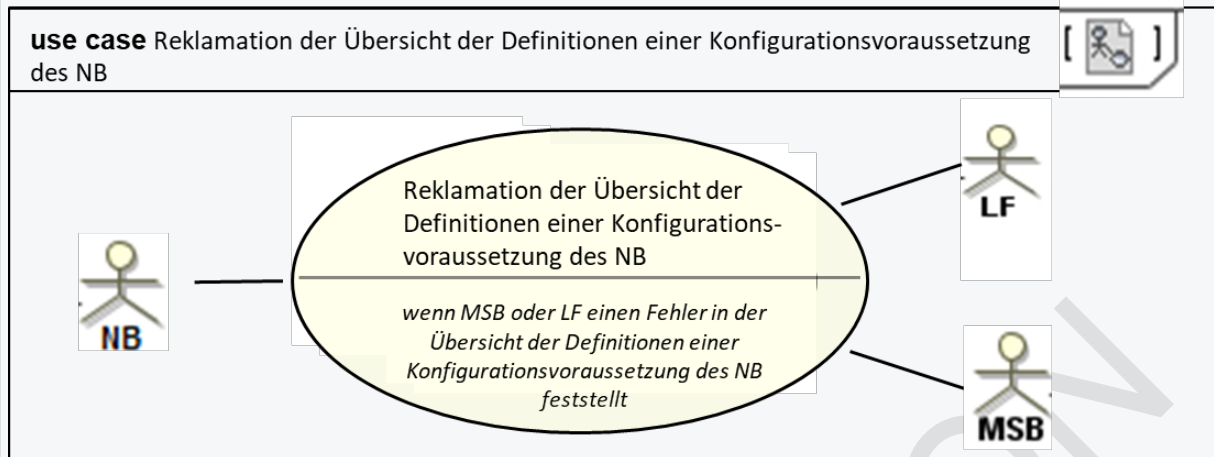 use case Reklamation der Übersicht der Definitionen einer Konfigurationsvoraussetzung
des NB
[ ]
Reklamation der Übersicht der
Definitionen einer Konfigurations-
voraussetzung des NB
wenn MSB oder LF einen Fehler in der
Übersicht der Definitionen einer
Konfigurationsvoraussetzung des NB
feststellt
NB
LF
MSB